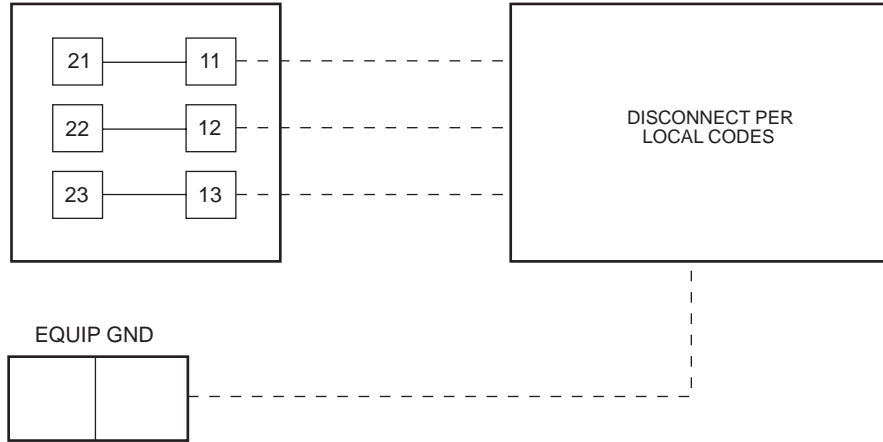 21 11
22 12
23 13
DISCONNECT PER
LOCAL CODES
EQUIP GND